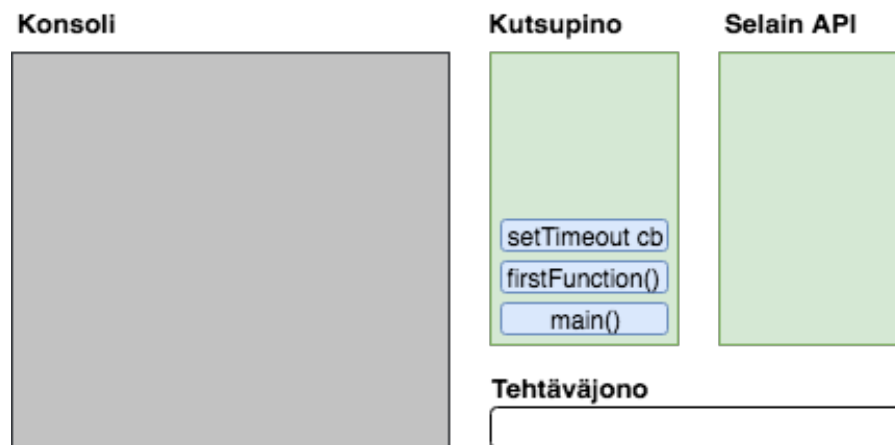 Konsoli
Kutsupino
Selain API
setTimeout cb
firstFunction()
main()
Tehtäväjono